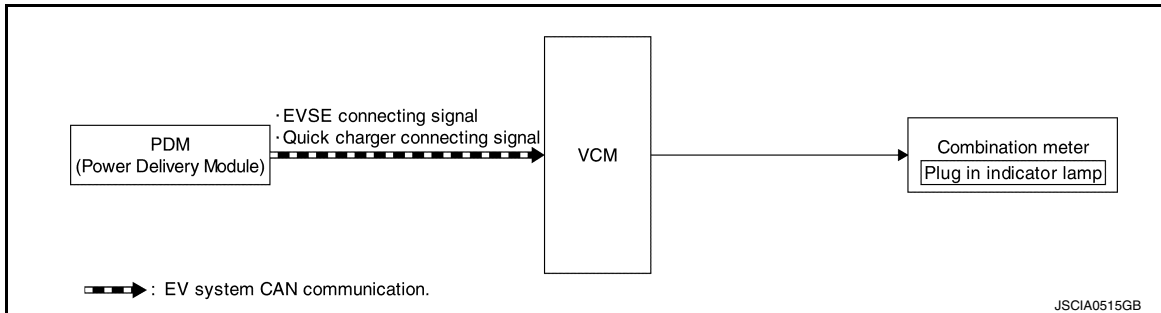 · EVSE connecting signal
· Quick charger connecting signal
PDM
(Power Delivery Module)
VCM
Combination meter
Plug in indicator lamp
: EV system CAN communication.
JSCIA0515GB